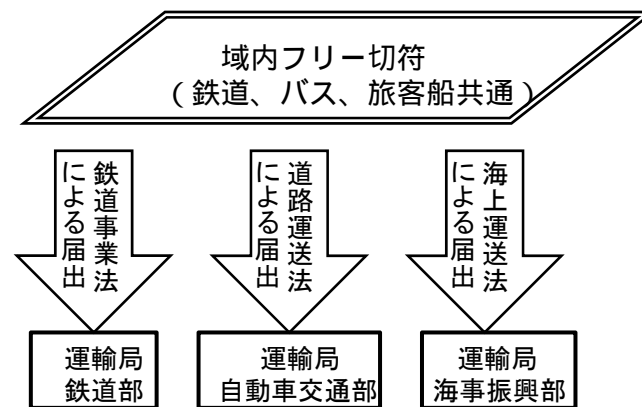 域内フリー切符
（鉄道、バス、旅客船共通）
鉄道事業法
による届出
道路運送法
による届出
海上運送法
による届出
運輸局
鉄道部
運輸局
自動車交通部
運輸局
海事振興部